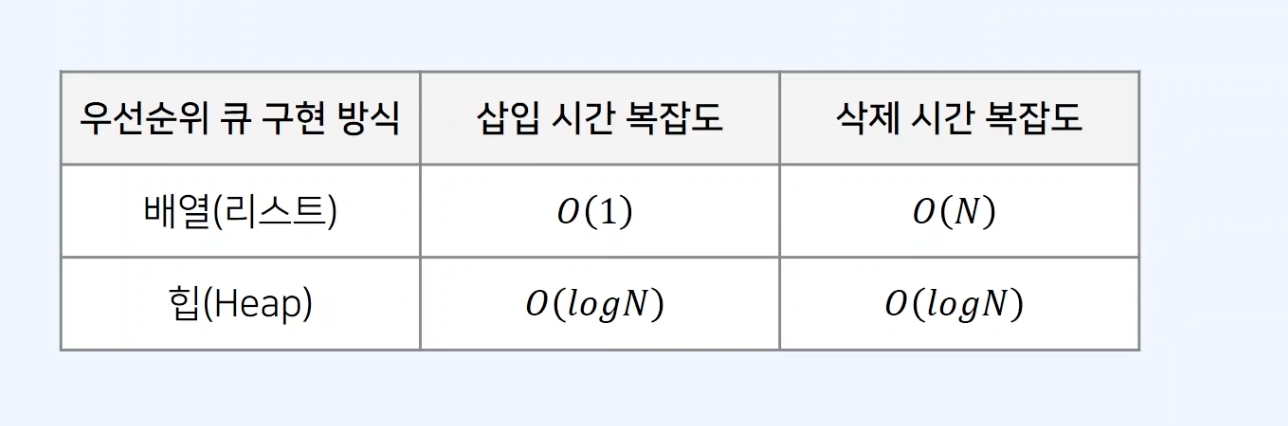 우선순위 큐 구현 방식 삽입 시간 복잡도 삭제 시간 복잡도
배열(리스트) O(1) O(N)
힙(Heap) O(logN) O(logN)